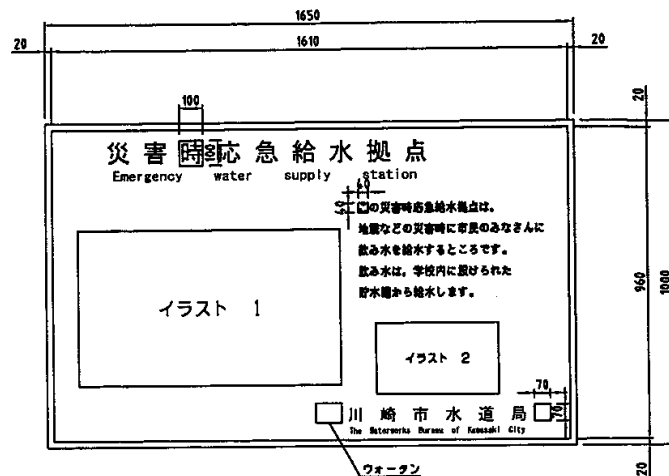 1650
20 1610 20
100
20
災害時応急給水拠点
100
Emergency water supply station
60
60
この災害時応急給水拠点は、
地震などの災害時に市民のみなさんに
飲み水を給水するところです。
飲み水は、学校内に設けられた
貯水槽から給水します。
960
1000
イラスト 1
イラスト 2
70
川崎市水道局
70
The Waterworks Bureau of Kawasaki City
20
ウォータン